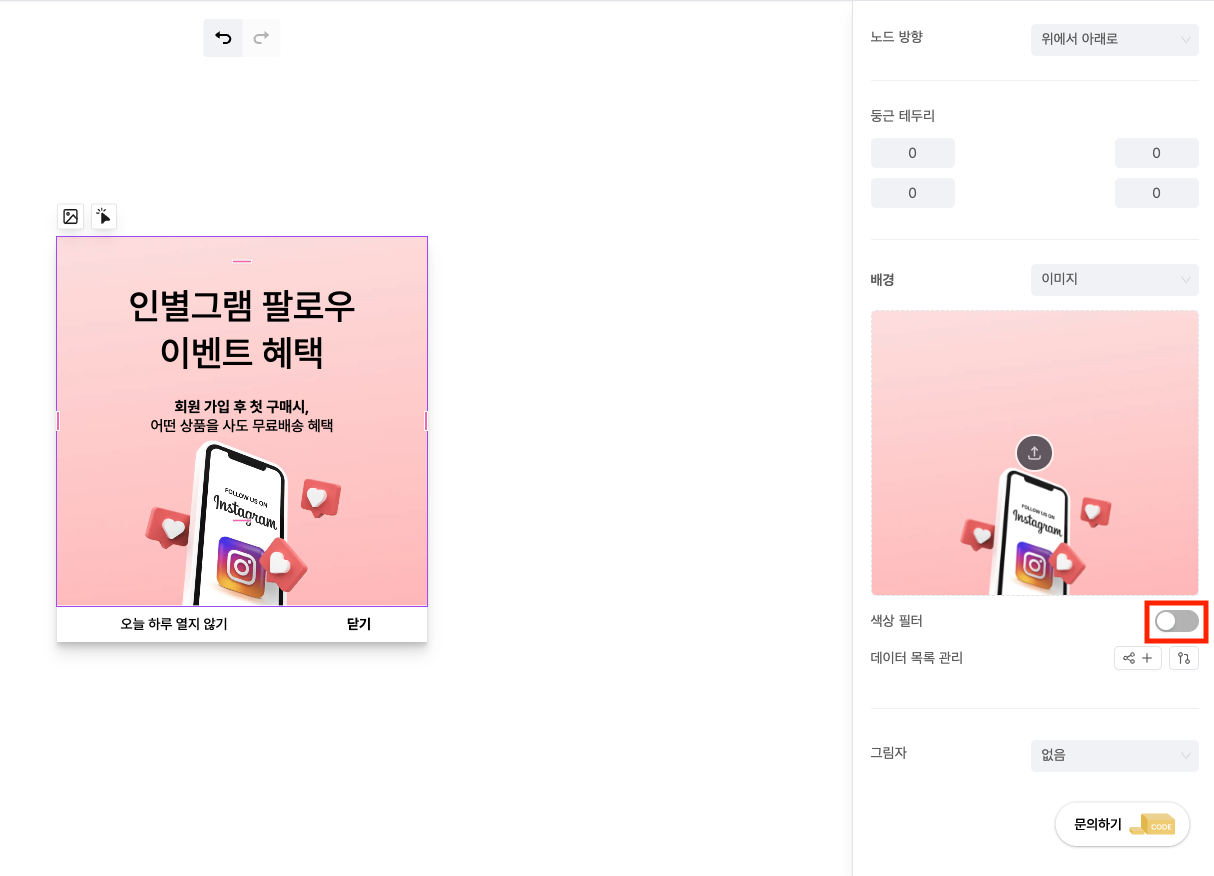 노드 방향
위에서 아래로
둥근 테두리
0
0
0
0
배경
이미지
인별그램 팔로우
이벤트 혜택
회원 가입 후 첫 구매시,
어떤 상품을 사도 무료배송 혜택
FOLLOW US ON
Instagram
오늘 하루 열지 않기
닫기
FOLLOW US ON
Instagram
색상 필터
데이터 목록 관리
그림자
없음
문의하기
CODE